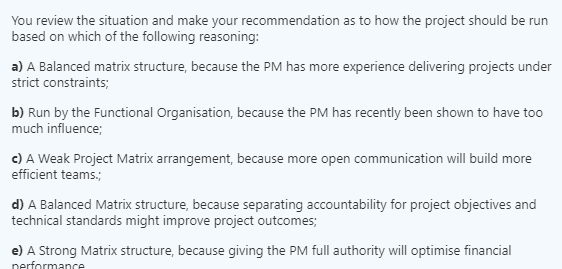 You review the situation and make your recommendation as to how the project should be run
based on which of the following reasoning:
a) A Balanced matrix structure, because the PM has more experience delivering projects under
strict constraints;
b) Run by the Functional Organisation, because the PM has recently been shown to have too
much influence;
c) A Weak Project Matrix arrangement, because more open communication will build more
efficient teams.;
d) A Balanced Matrix structure, because separating accountability for project objectives and
technical standards might improve project outcomes;
e) A Strong Matrix structure, because giving the PM full authority will optimise financial
performance